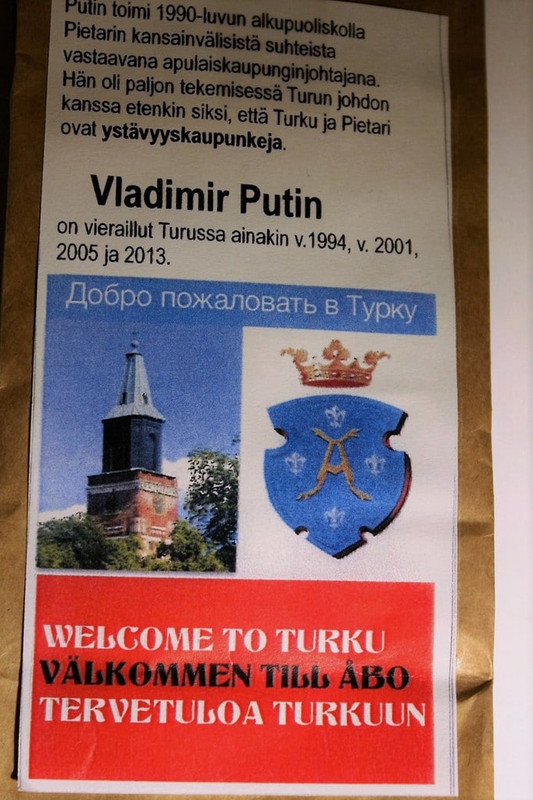 Putin toimi 1990-luvun alkupuoliskolla
Pietarin kansainvälisistä suhteista
vastaavana apulaiskaupunginjohtajana.
Hän oli paljon tekemisessä Turun johdon
kanssa etenkin siksi, että Turku ja Pietari
ovat ystävyyskaupunkeja.
Vladimir Putin
on vieraillut Turussa ainakin v.1994, v. 2001,
2005 ja 2013.
Добро пожаловать в Турку
A
WELCOME TO TURKU
VÄLKOMMEN TILL ÅBO
TERVETULOA TURKUUN